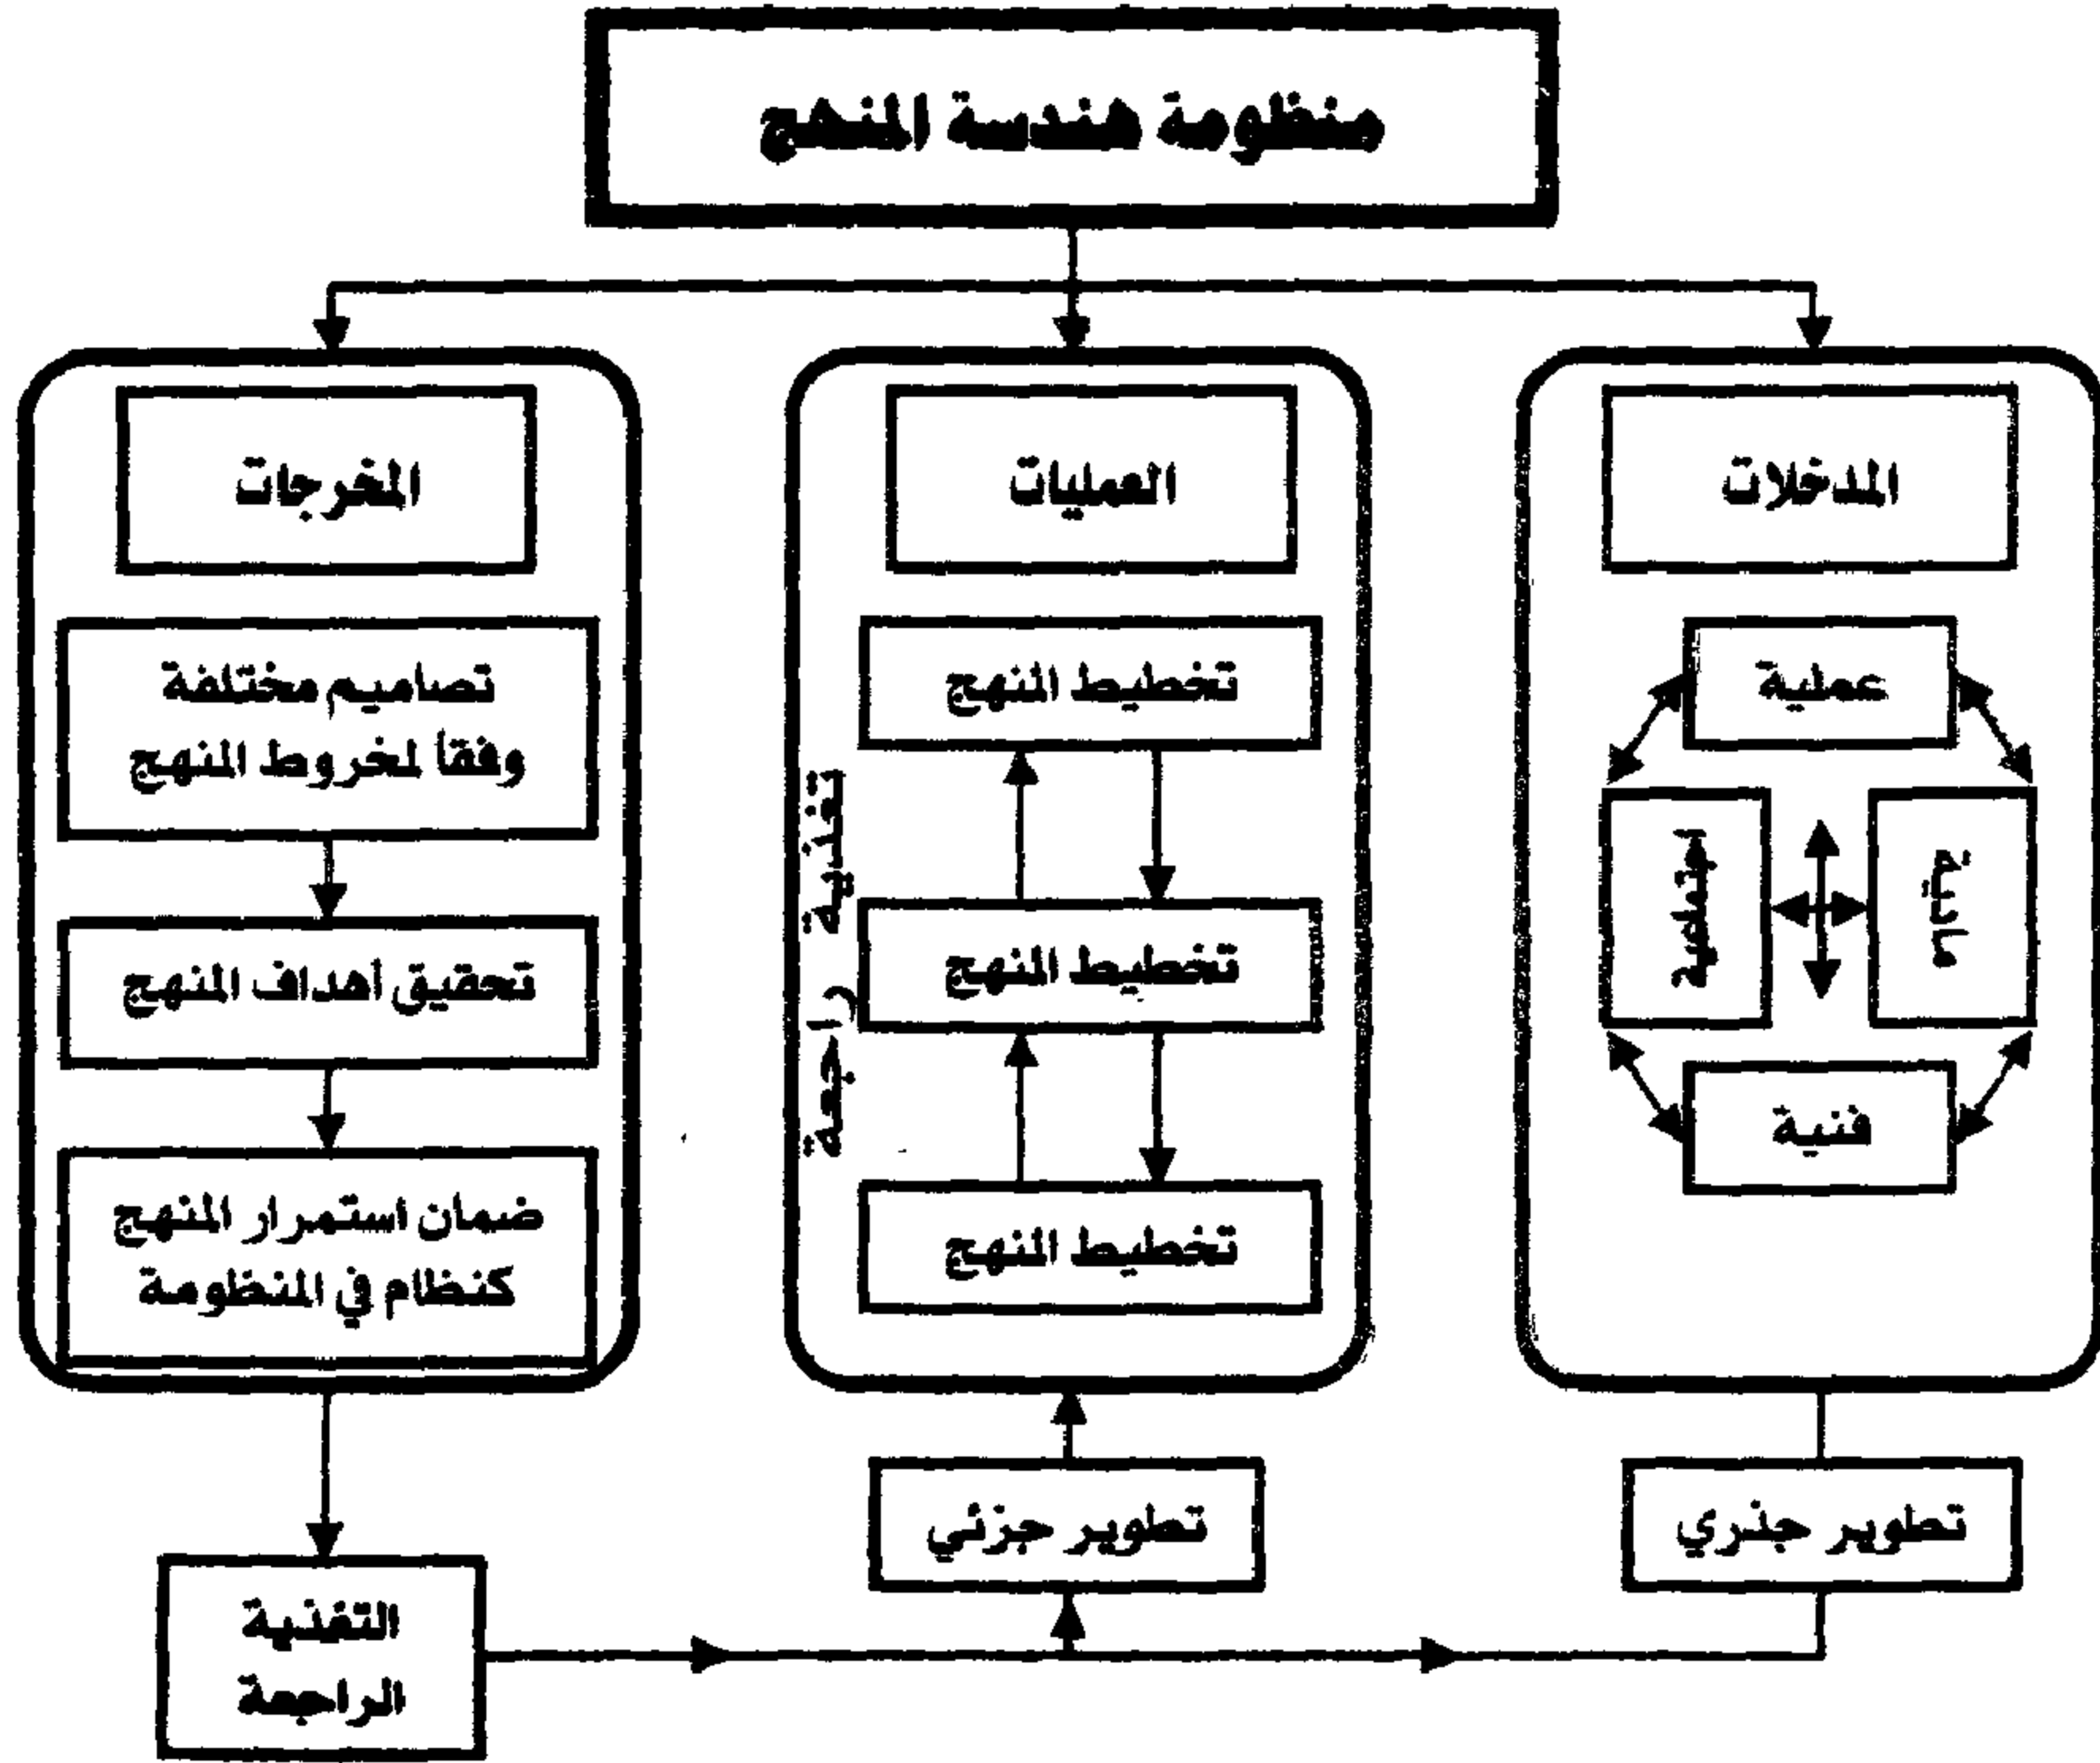 منظومة هندسة المنهج
المدخلات
عملية
فنية
العمليات
تخطيط المنهج
تخطيط المنهج
تخطيط المنهج
تغذية راجعة
المخرجات
تصاميم مختلفة
وفقاً لمخروط المنهج
تحقيق أهداف المنهج
ضمان استمرار المنهج
كنظام في المنظومة
تطوير جذري
تطوير جزئي
التغذية
الراجعة